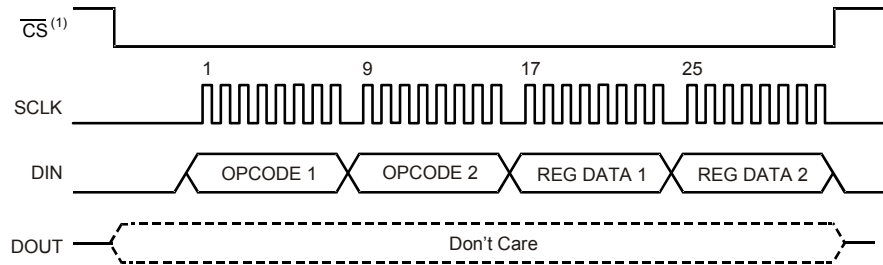 CS (1)
1 9 17 25
SCLK
DIN OPCODE 1 OPCODE 2 REG DATA 1 REG DATA 2
DOUT Don't Care